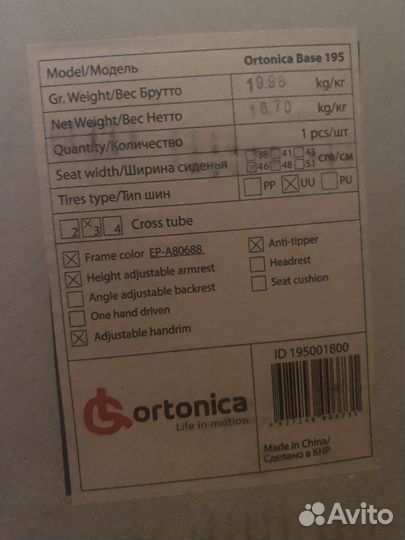 Model/Модель Ortonica Base 195
Gr. Weight/Вес Брутто 19.98 kg/кг
Net Weight/Вес Нетто 16.70 kg/кг
Quantity/Количество 1 pcs/шт
Seat width/Ширина сиденья 38 41 43 46 48 51 cm/см
Tires type/Тип шин PP UU PU
2 3 4 Cross tube
Frame color EP-A80688
Height adjustable armrest
Angle adjustable backrest
One hand driven
Adjustable handrim
Anti-tipper
Headrest
Seat cushion
ortonica
Life in motion
ID 195001800
Made in China/
Сделано в КНР
Avito